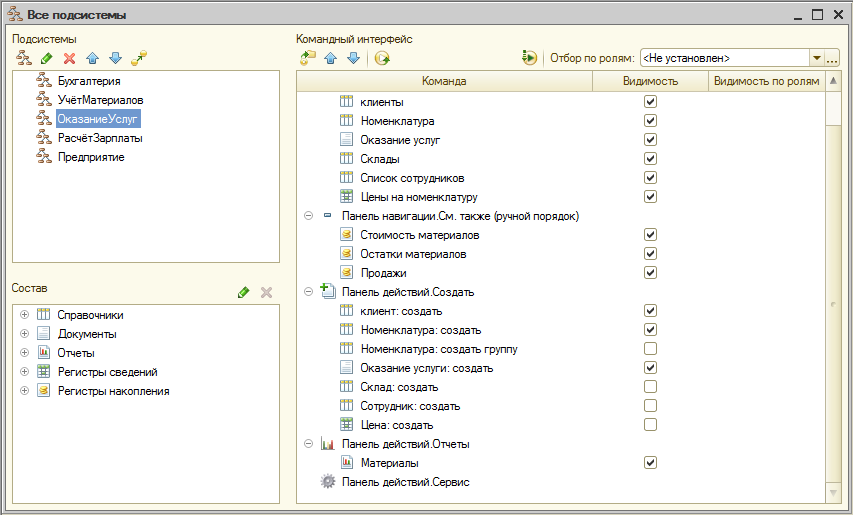 Все подсистемы
Подсистемы
Бухгалтерия
УчётМатериалов
ОказаниеУслуг
РасчётЗарплаты
Предприятие
Состав
Справочники
Документы
Отчеты
Регистры сведений
Регистры накопления
Командный интерфейс
Отбор по ролям: <Не установлен> ...
Команда Видимость Видимость по ролям
клиенты
Номенклатура
Оказание услуг
Склады
Список сотрудников
Цены на номенклатуру
Панель навигации.См. также (ручной порядок)
Стоимость материалов
Остатки материалов
Продажи
Панель действий.Создать
клиент: создать
Номенклатура: создать
Номенклатура: создать группу
Оказание услуги: создать
Склад: создать
Сотрудник: создать
Цена: создать
Панель действий.Отчеты
Материалы
Панель действий.Сервис